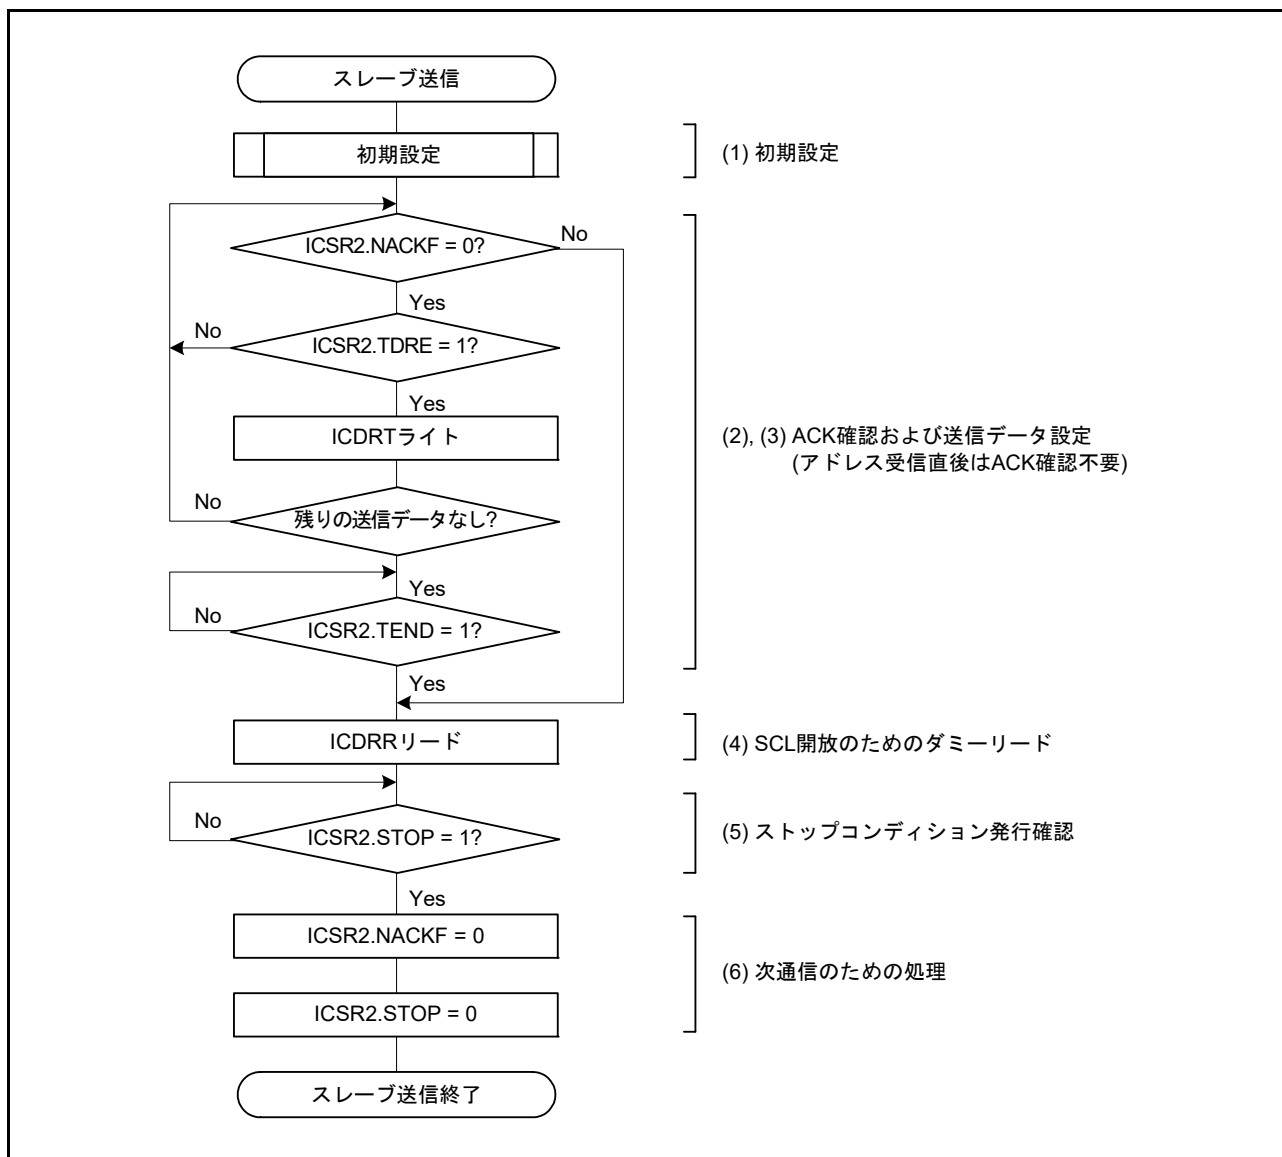 スレーブ送信
初期設定
(1) 初期設定
ICSR2.NACKF = 0?
No
Yes
No
ICSR2.TDRE = 1?
Yes
ICDRTライト
(2), (3) ACK確認および送信データ設定
(アドレス受信直後はACK確認不要)
No
残りの送信データなし?
Yes
No
ICSR2.TEND = 1?
Yes
ICDRRリード
(4) SCL開放のためのダミーリード
No
ICSR2.STOP = 1?
(5) ストップコンディション発行確認
Yes
ICSR2.NACKF = 0
(6) 次通信のための処理
ICSR2.STOP = 0
スレーブ送信終了